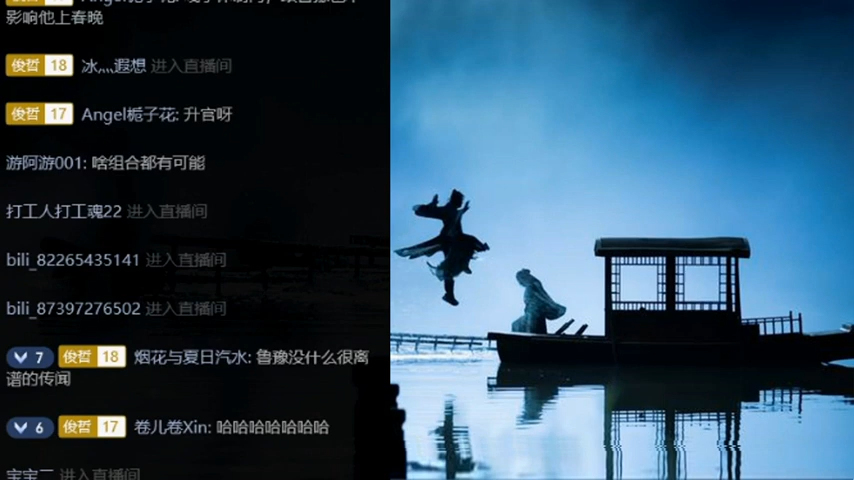 影响他上春晚
俊哲 18 冰灬遐想 进入直播间
俊哲 17 Angel栀子花: 升官呀
游阿游001: 啥组合都有可能
打工人打工魂22 进入直播间
bili_82265435141 进入直播间
bili_87397276502 进入直播间
7 俊哲 18 烟花与夏日汽水: 鲁豫没什么很离
谱的传闻
6 俊哲 17 卷儿卷Xin: 哈哈哈哈哈哈哈
宝宝二 进入直播间